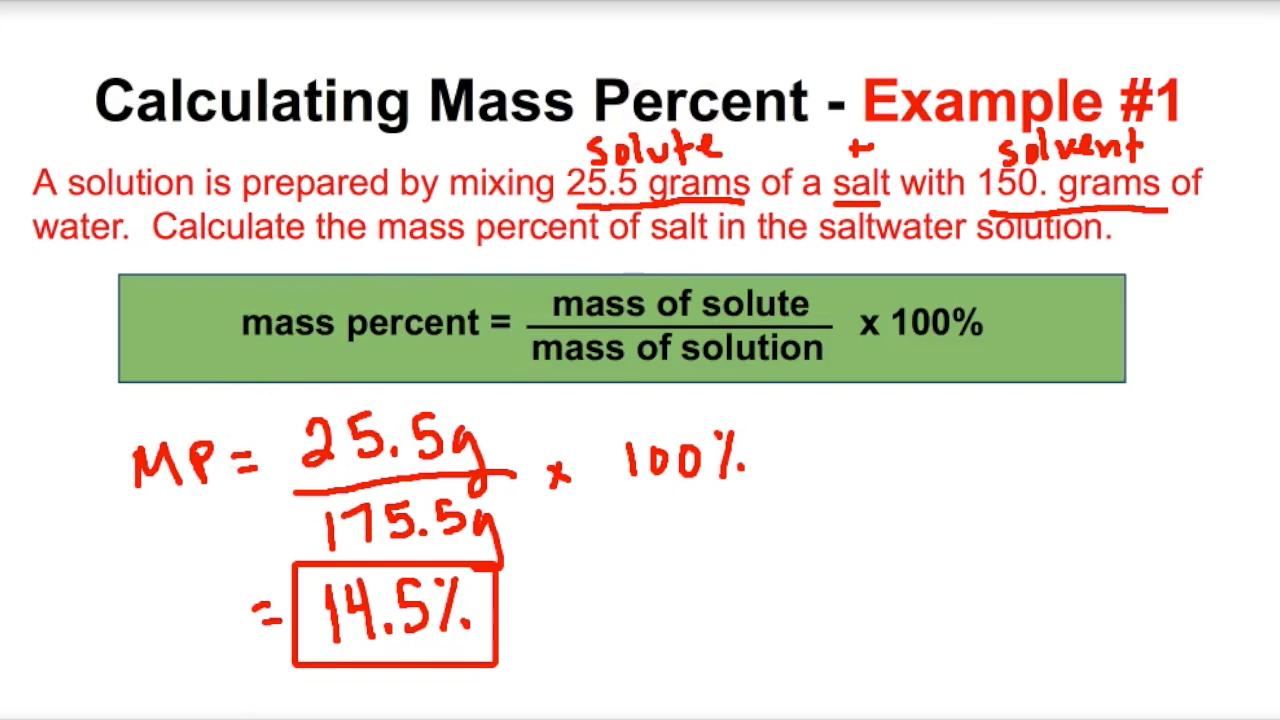 Calculating Mass Percent - Example #1
solute + solvent
A solution is prepared by mixing 25.5 grams of a salt with 150. grams of
water. Calculate the mass percent of salt in the saltwater solution.
mass percent = mass of solute / mass of solution x 100%
MP = 25.5g / 175.5g x 100%
= 14.5%